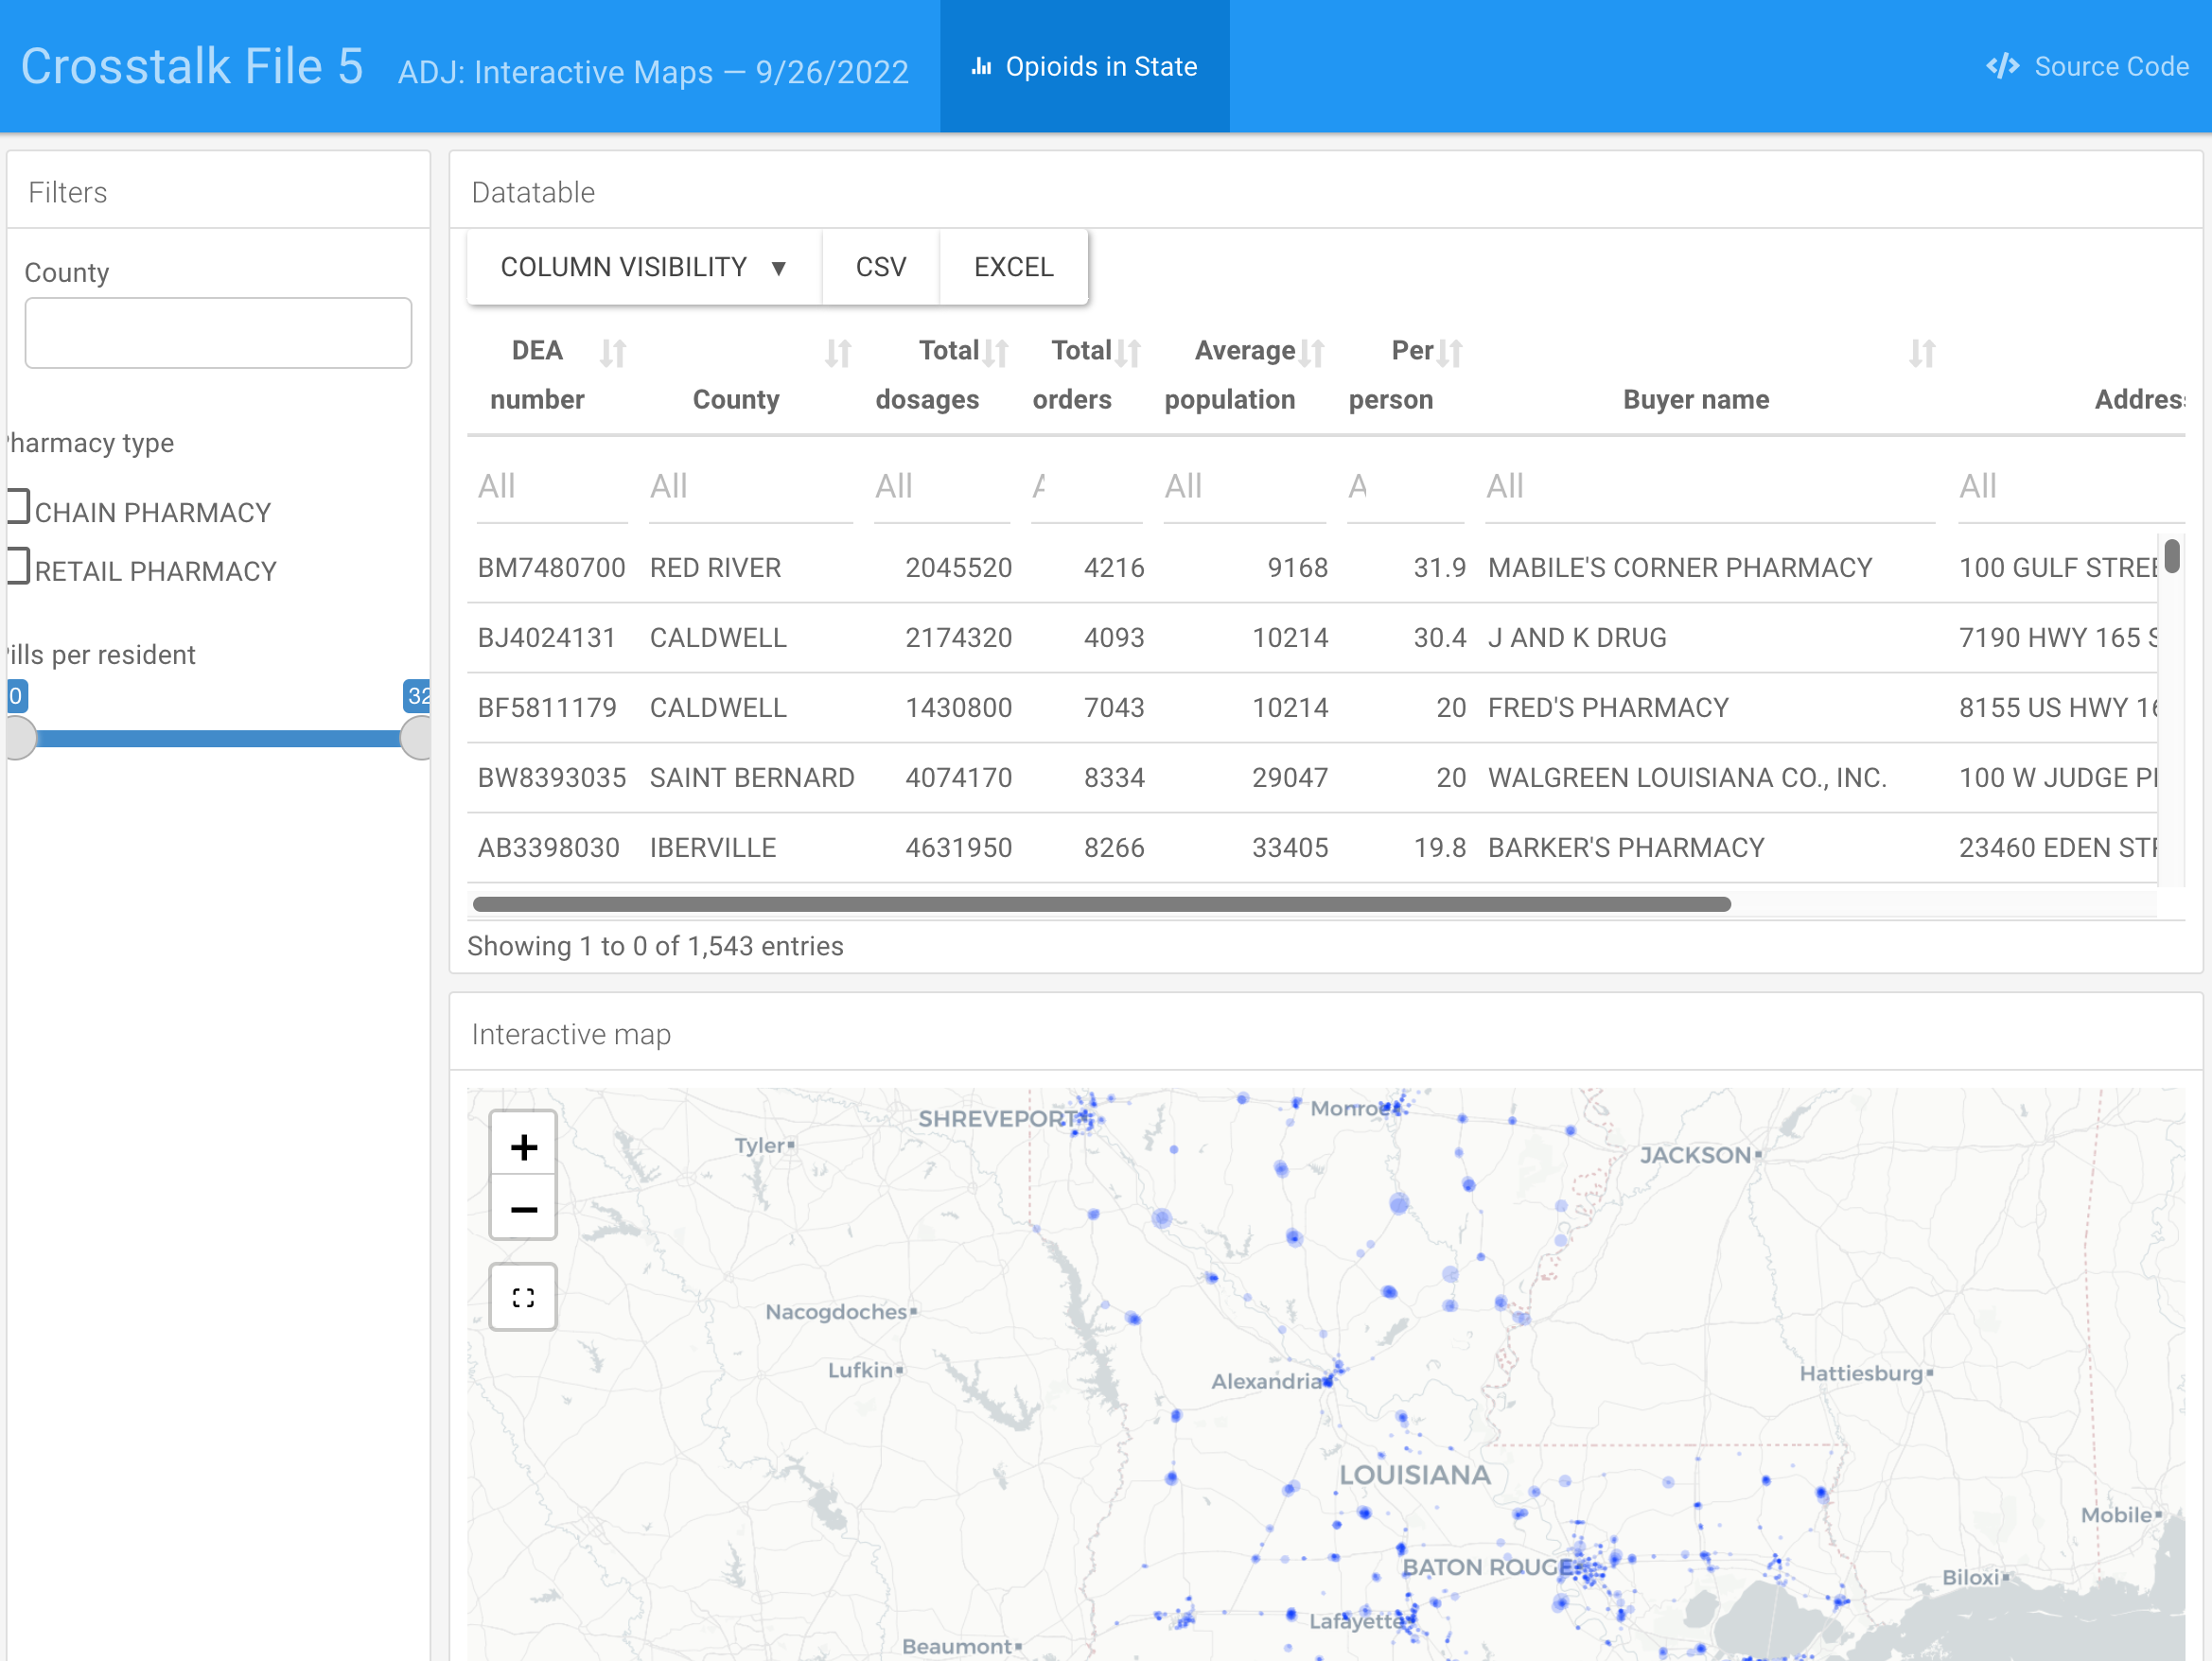 Crosstalk File 5 ADJ: Interactive Maps — 9/26/2022 Opioids in State Source Code
Filters
County
harmacy type
CHAIN PHARMACY
RETAIL PHARMACY
ills per resident
0 32
Datatable
COLUMN VISIBILITY ▼ CSV EXCEL
DEA number County Total dosages Total orders Average population Per person Buyer name Address
All All All A All A All All
BM7480700 RED RIVER 2045520 4216 9168 31.9 MABILE'S CORNER PHARMACY 100 GULF STREE
BJ4024131 CALDWELL 2174320 4093 10214 30.4 J AND K DRUG 7190 HWY 165 S
BF5811179 CALDWELL 1430800 7043 10214 20 FRED'S PHARMACY 8155 US HWY 16
BW8393035 SAINT BERNARD 4074170 8334 29047 20 WALGREEN LOUISIANA CO., INC. 100 W JUDGE P
AB3398030 IBERVILLE 4631950 8266 33405 19.8 BARKER'S PHARMACY 23460 EDEN ST
Showing 1 to 0 of 1,543 entries
Interactive map
+
−
SHREVEPORT
Monroe
Tyler
JACKSON
Nacogdoches
Lufkin
Alexandria
Hattiesburg
LOUISIANA
Mobile
BATON ROUGE
Biloxi
Lafayette
Beaumont